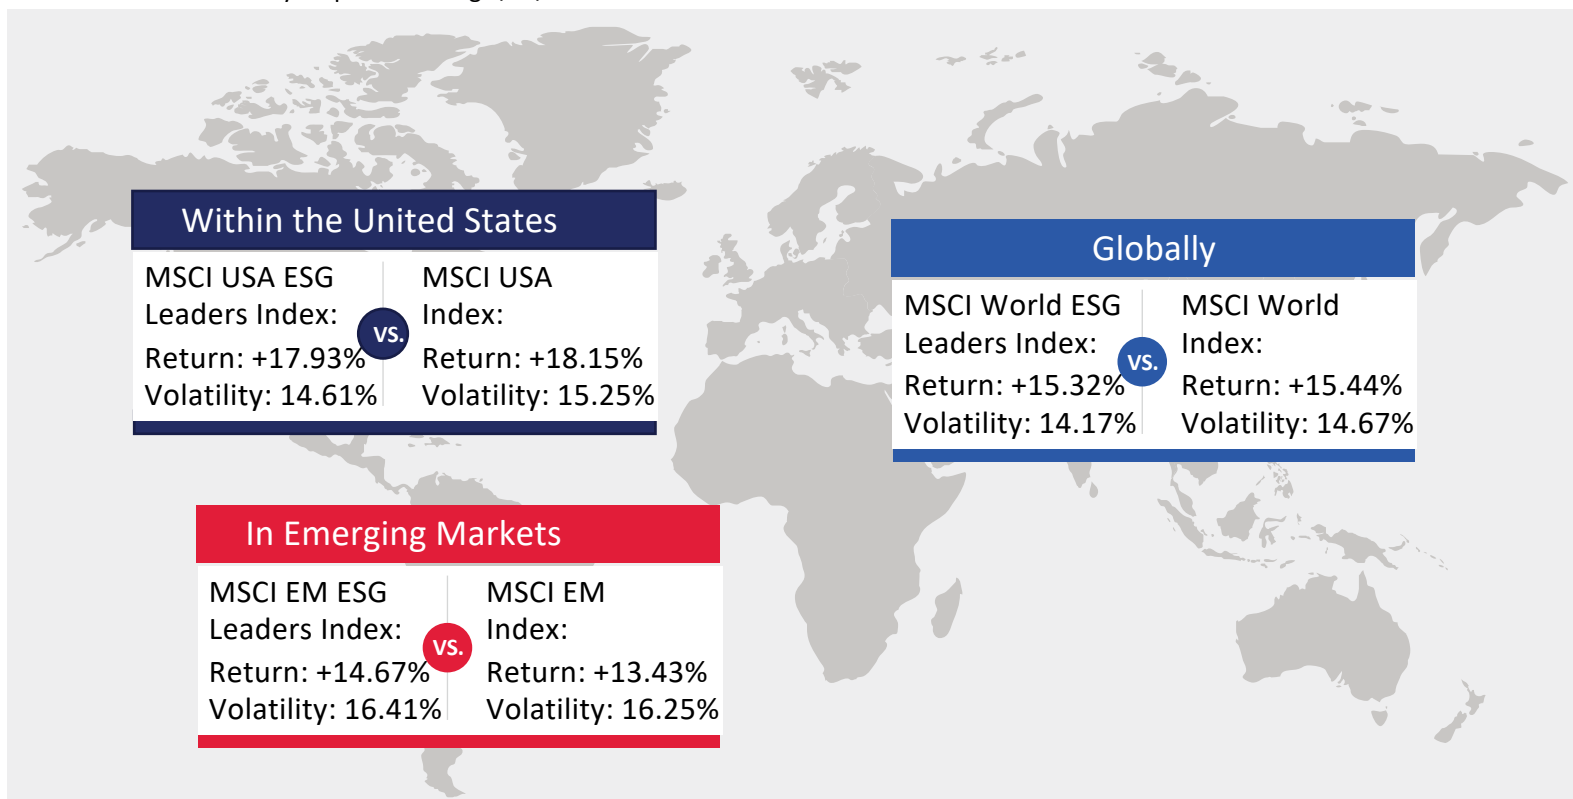 Within the United States
MSCI USA ESG
Leaders Index:
Return: +17.93%
Volatility: 14.61%
VS.
MSCI USA
Index:
Return: +18.15%
Volatility: 15.25%
Globally
MSCI World ESG
Leaders Index:
Return: +15.32%
Volatility: 14.17%
VS.
MSCI World
Index:
Return: +15.44%
Volatility: 14.67%
In Emerging Markets
MSCI EM ESG
Leaders Index:
Return: +14.67%
Volatility: 16.41%
VS.
MSCI EM
Index:
Return: +13.43%
Volatility: 16.25%